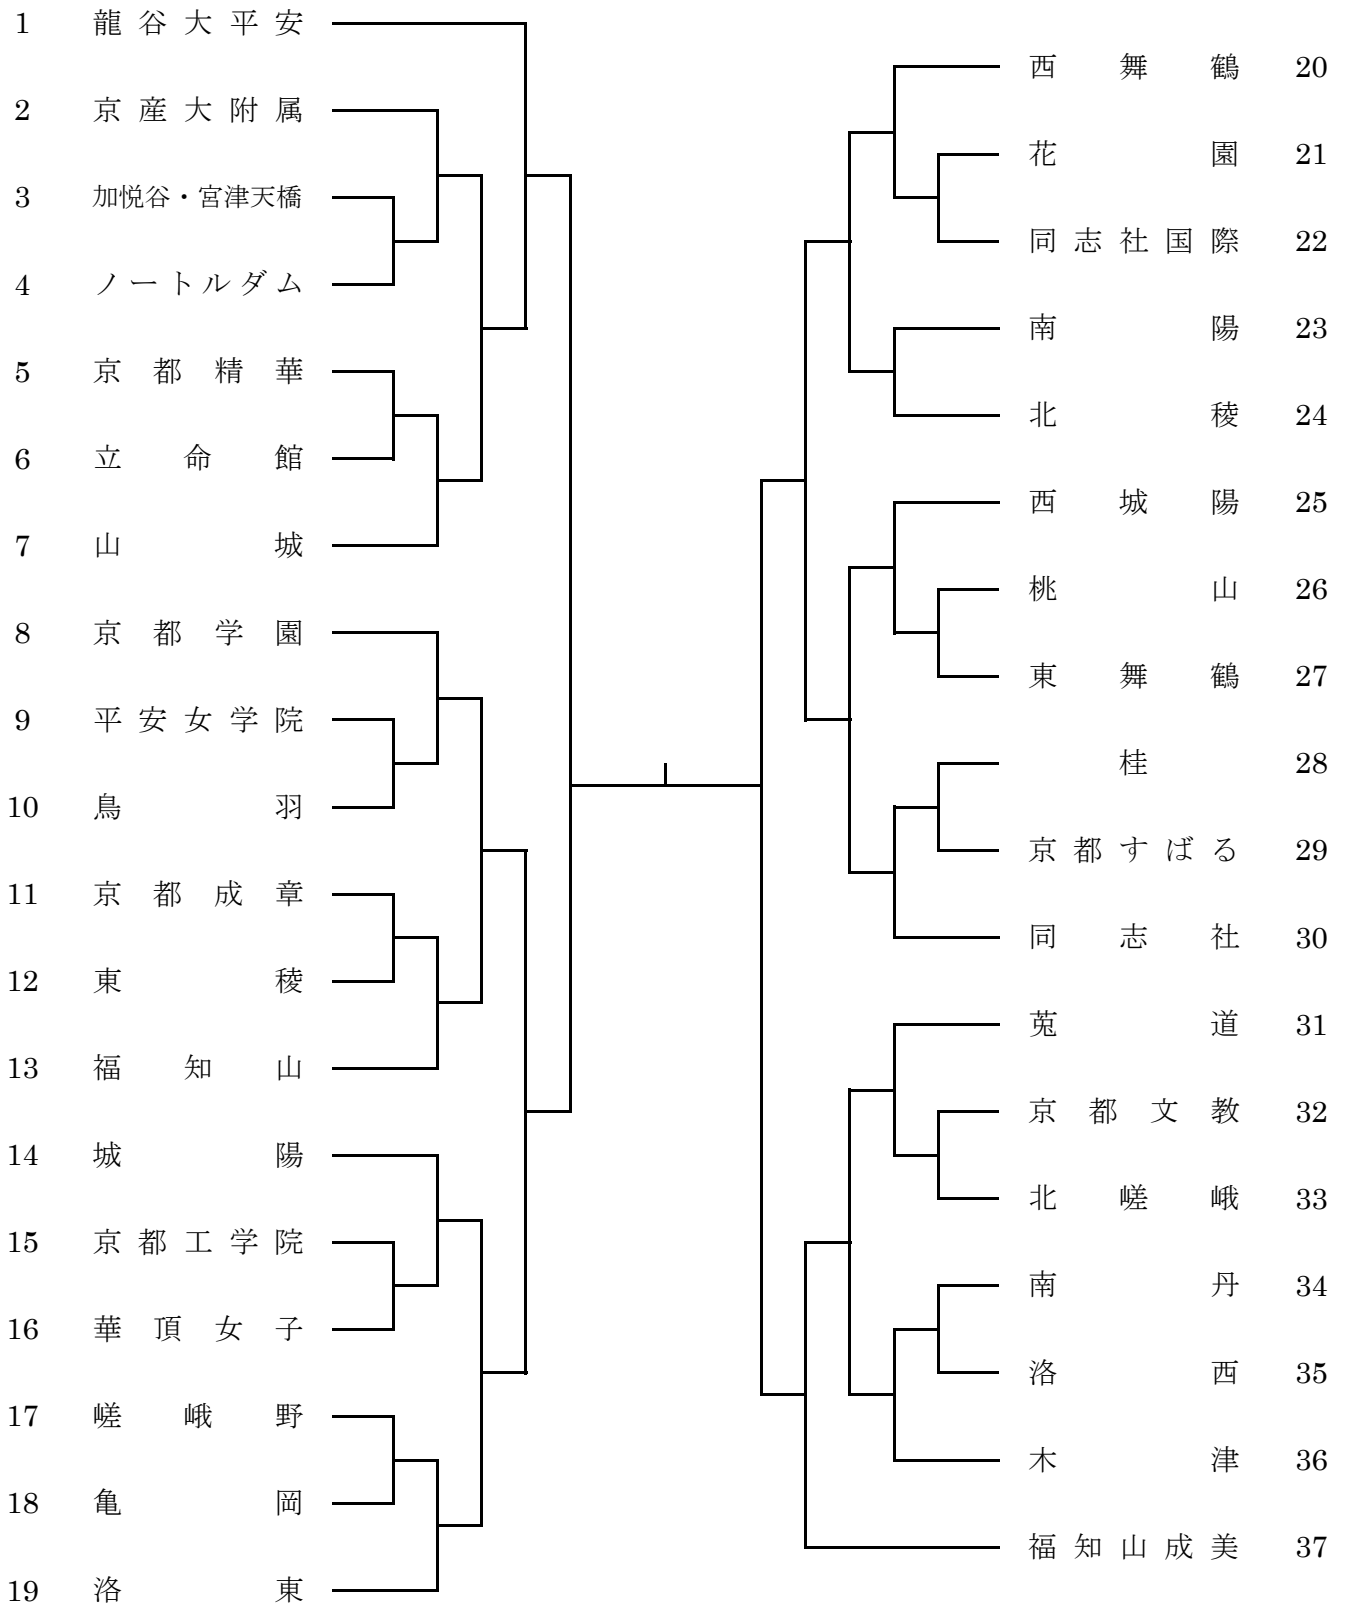 1 龍谷大平安
2 京産大附属
3 加悦谷・宮津天橋
4 ノートルダム
5 京都精華
6 立命館
7 山城
8 京都学園
9 平安女学院
10 鳥羽
11 京都成章
12 東稜
13 福知山
14 城陽
15 京都工学院
16 華頂女子
17 嵯峨野
18 亀岡
19 洛東
西舞鶴 20
花園 21
同志社国際 22
南陽 23
北稜 24
西城陽 25
桃山 26
東舞鶴 27
桂 28
京都すばる 29
同志社 30
莵道 31
京都文教 32
北嵯峨 33
南丹 34
洛西 35
木津 36
福知山成美 37